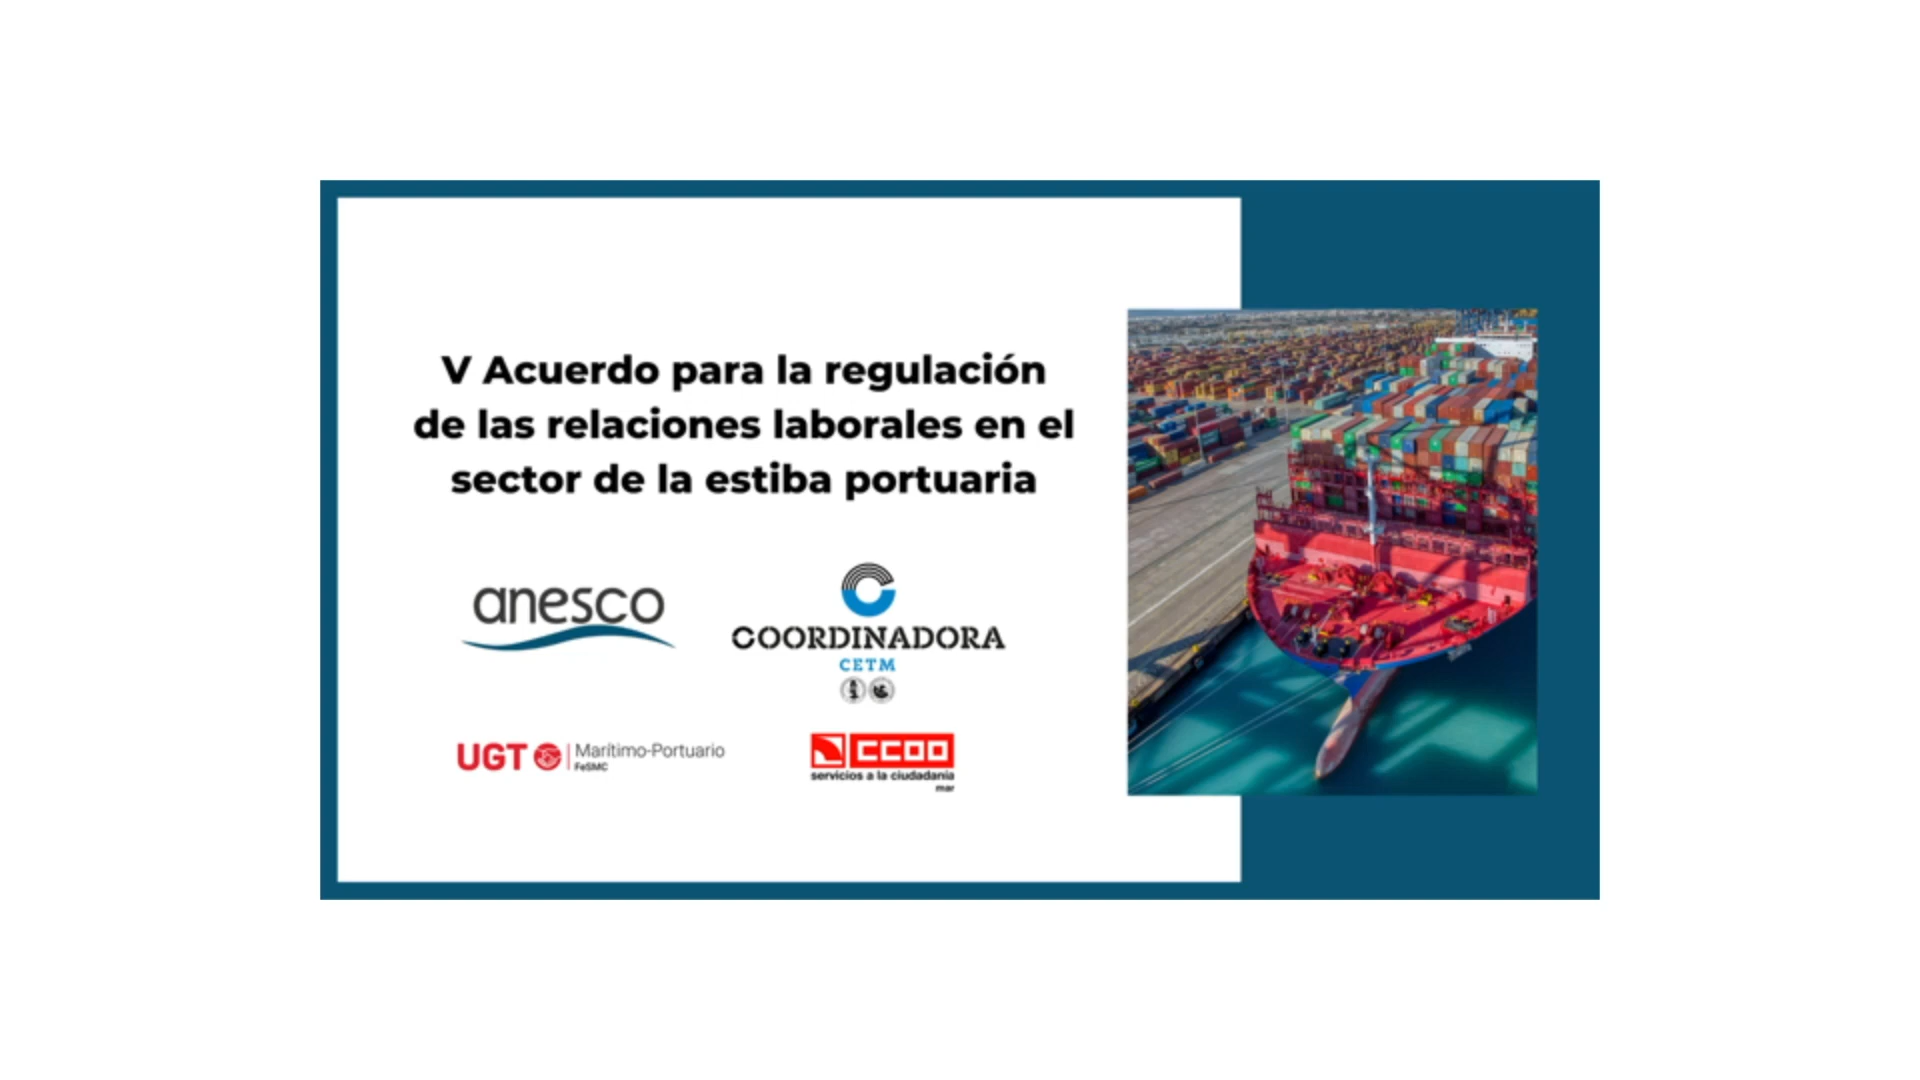 V Acuerdo para la regulación
de las relaciones laborales en el
sector de la estiba portuaria
anesco
COORDINADORA
CETM
UGT Marítimo-Portuario
FeSMC
CCOO
servicios a la ciudadanía
mar